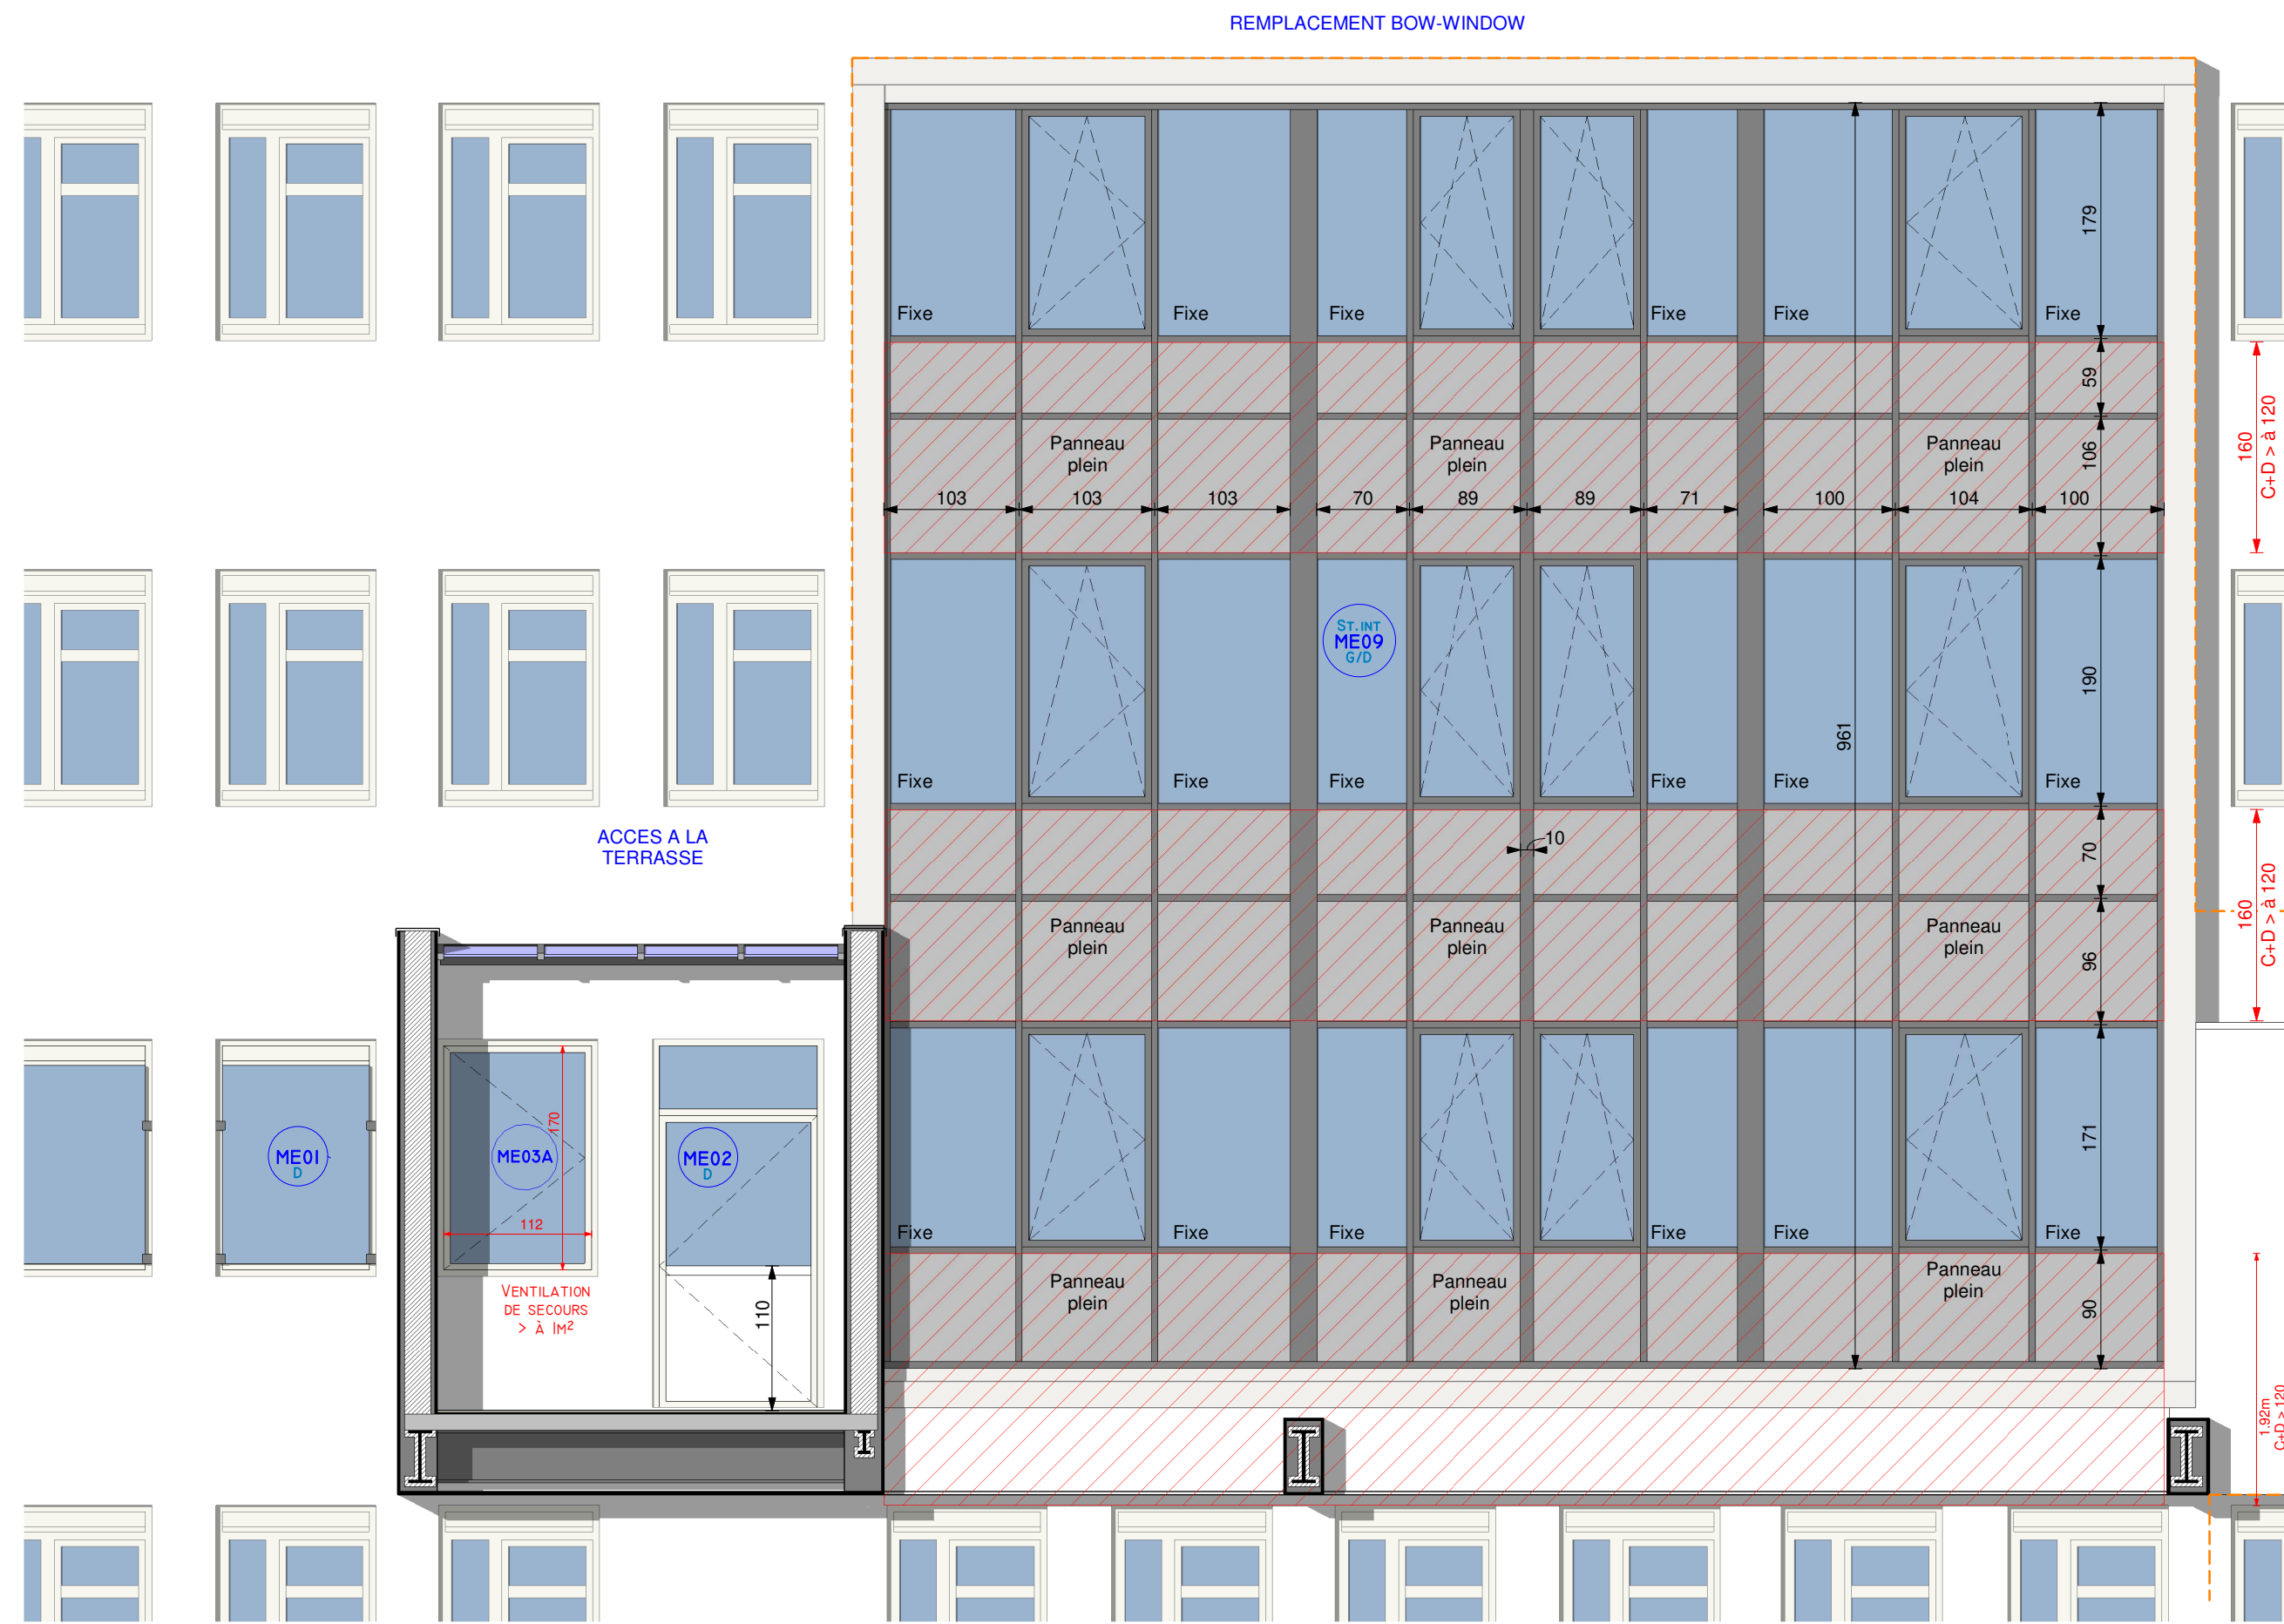 REMPLACEMENT BOW-WINDOW
179
Fixe
Fixe
Fixe
Fixe
Fixe
Fixe
59
160
C+D > à 120
Panneau
plein
Panneau
plein
Panneau
plein
106
103
103
103
70
89
89
71
100
104
100
ST.INT
ME09
G/D
190
961
Fixe
Fixe
Fixe
Fixe
Fixe
Fixe
ACCES A LA
TERRASSE
10
70
160
C+D > à 120
Panneau
plein
Panneau
plein
Panneau
plein
96
ME01
D
ME03A
170
112
ME02
D
171
Fixe
Fixe
Fixe
Fixe
Fixe
Fixe
VENTILATION
DE SECOURS
> À 1M²
110
Panneau
plein
Panneau
plein
Panneau
plein
90
1.92m
C+D > 120